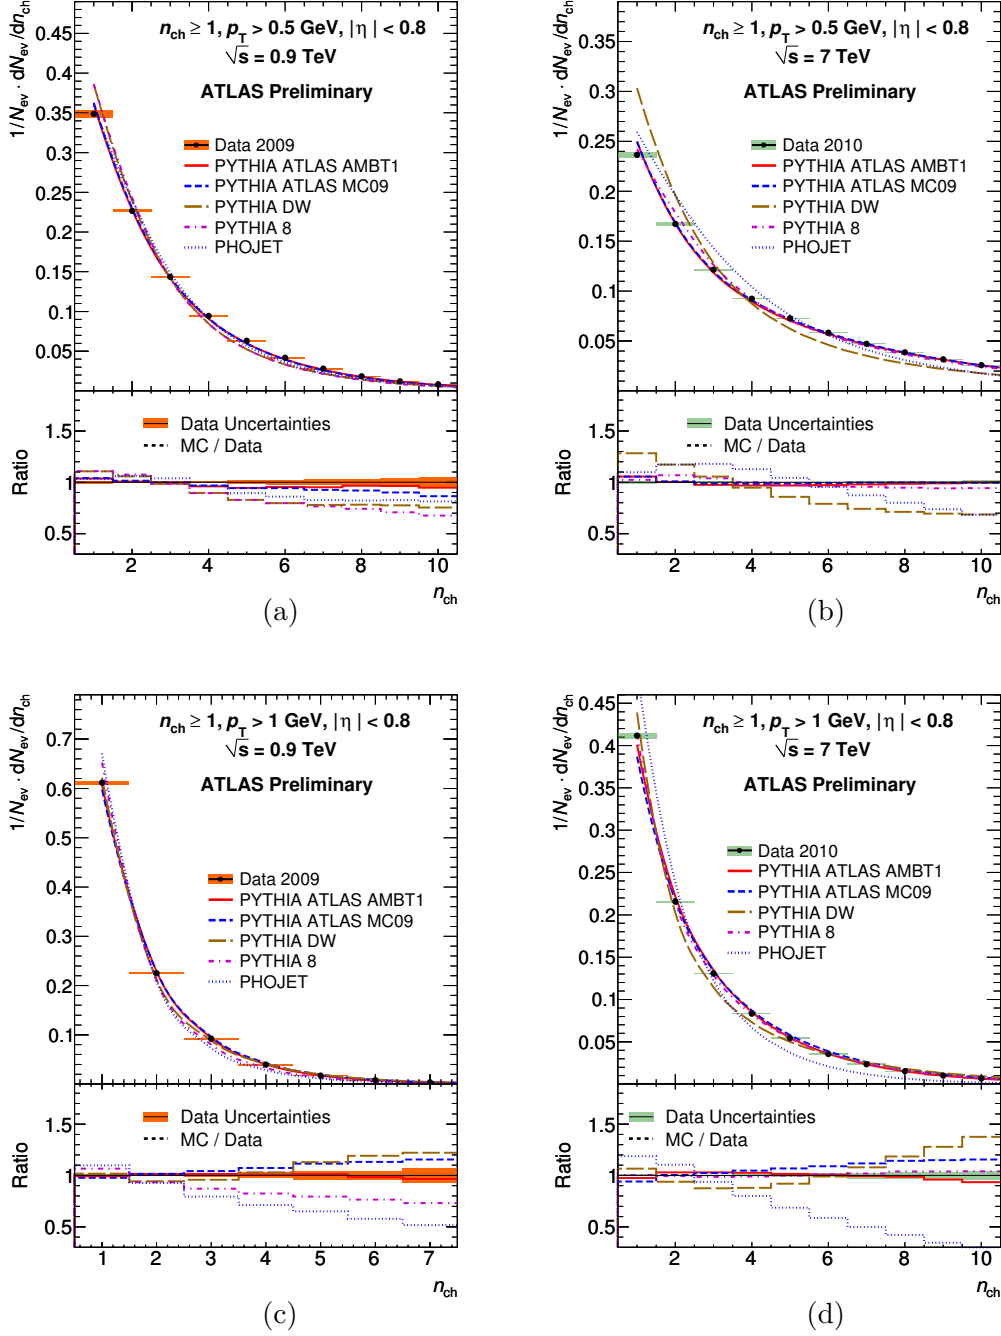 n_ch ≥ 1, p_T > 0.5 GeV, | η | < 0.8
√s = 0.9 TeV
ATLAS Preliminary
1/N_ev · dN_ev/dn_ch
0.45
0.4
0.35
0.3
0.25
0.2
0.15
0.1
0.05
Data 2009
PYTHIA ATLAS AMBT1
PYTHIA ATLAS MC09
PYTHIA DW
PYTHIA 8
PHOJET
Ratio
1.5
1
0.5
Data Uncertainties
MC / Data
2 4 6 8 10
n_ch
(a)
n_ch ≥ 1, p_T > 0.5 GeV, | η | < 0.8
√s = 7 TeV
ATLAS Preliminary
1/N_ev · dN_ev/dn_ch
0.35
0.3
0.25
0.2
0.15
0.1
0.05
Data 2010
PYTHIA ATLAS AMBT1
PYTHIA ATLAS MC09
PYTHIA DW
PYTHIA 8
PHOJET
Ratio
1.5
1
0.5
Data Uncertainties
MC / Data
2 4 6 8 10
n_ch
(b)
n_ch ≥ 1, p_T > 1 GeV, | η | < 0.8
√s = 0.9 TeV
ATLAS Preliminary
1/N_ev · dN_ev/dn_ch
0.7
0.6
0.5
0.4
0.3
0.2
0.1
Data 2009
PYTHIA ATLAS AMBT1
PYTHIA ATLAS MC09
PYTHIA DW
PYTHIA 8
PHOJET
Ratio
1.5
1
0.5
Data Uncertainties
MC / Data
1 2 3 4 5 6 7
n_ch
(c)
n_ch ≥ 1, p_T > 1 GeV, | η | < 0.8
√s = 7 TeV
ATLAS Preliminary
1/N_ev · dN_ev/dn_ch
0.45
0.4
0.35
0.3
0.25
0.2
0.15
0.1
0.05
Data 2010
PYTHIA ATLAS AMBT1
PYTHIA ATLAS MC09
PYTHIA DW
PYTHIA 8
PHOJET
Ratio
1.5
1
0.5
Data Uncertainties
MC / Data
2 4 6 8 10
n_ch
(d)